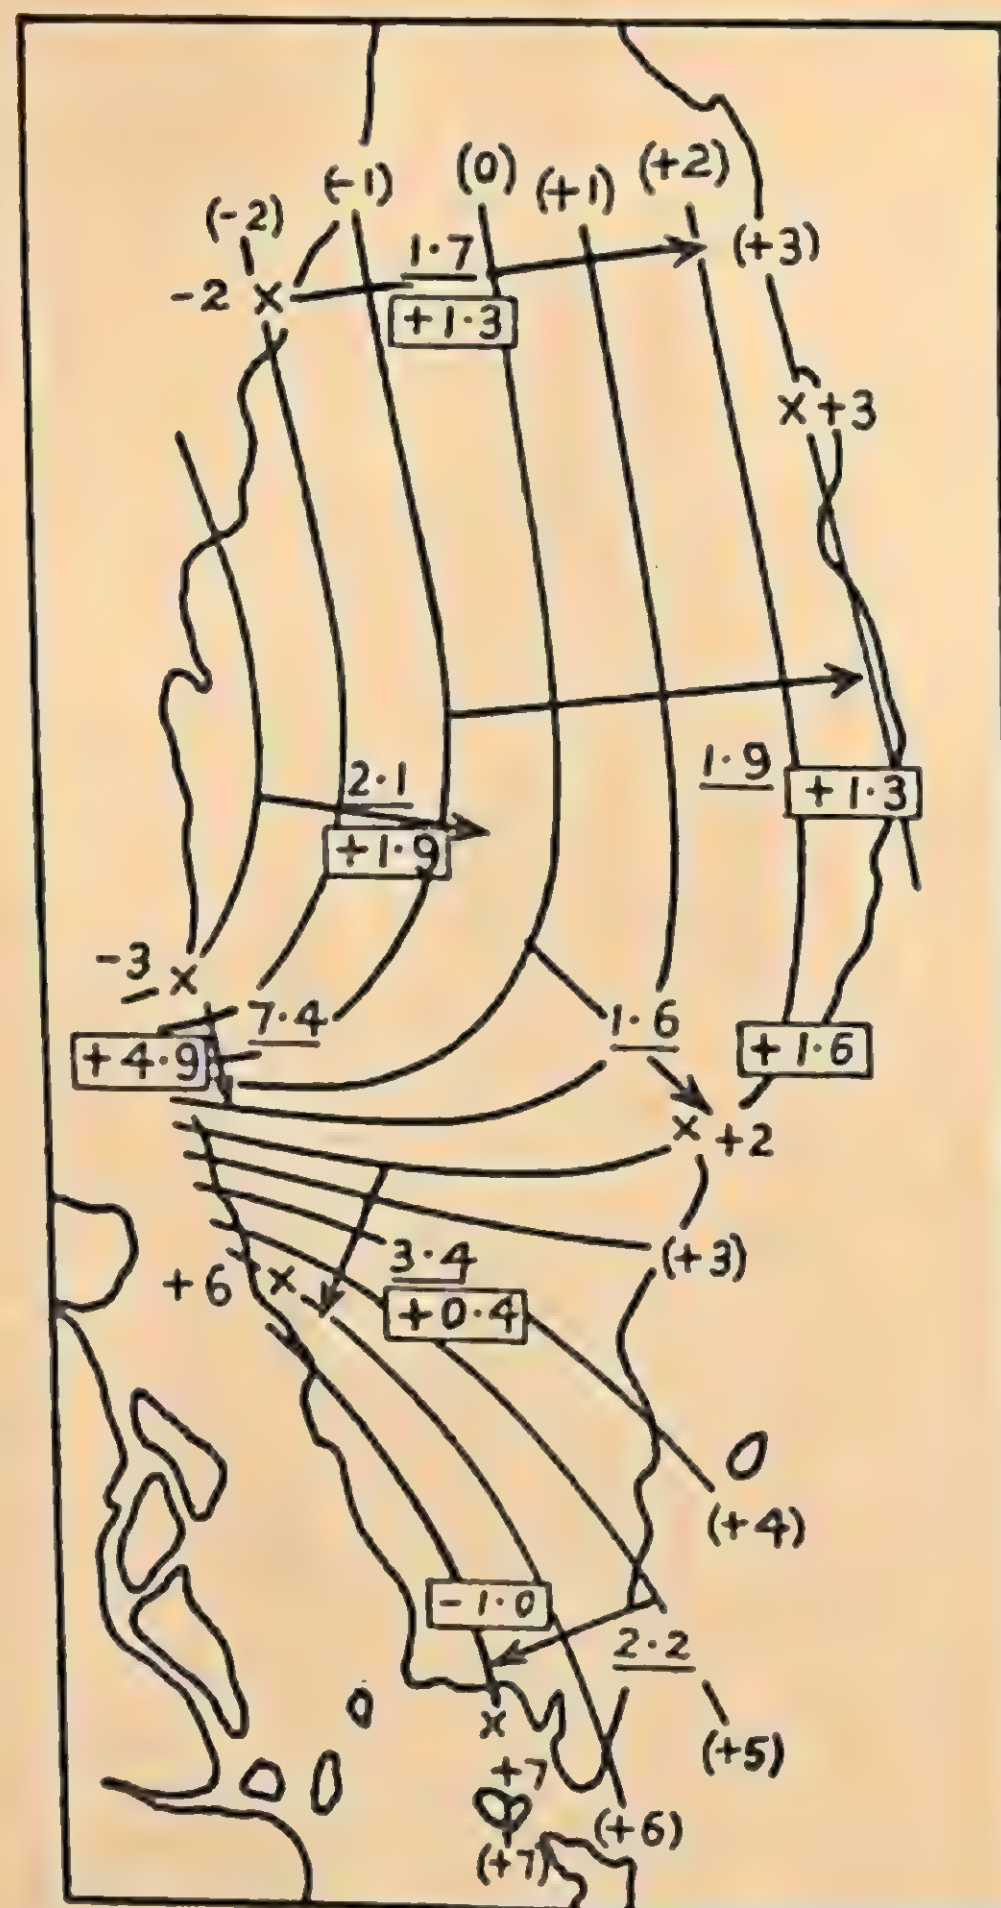 (-1) (0) (+1) (+2)
(-2) 1·7 (+3)
-2 x
+1·3
x +3
2·1 1·9 +1·3
+1·9
-3 x
7·4 1·6
+4·9 +1·6
x +2
3·4 (+3)
+6 x
+0·4
(+4)
-1·0
2·2
x
(+5)
+7
(+6)
(+7)